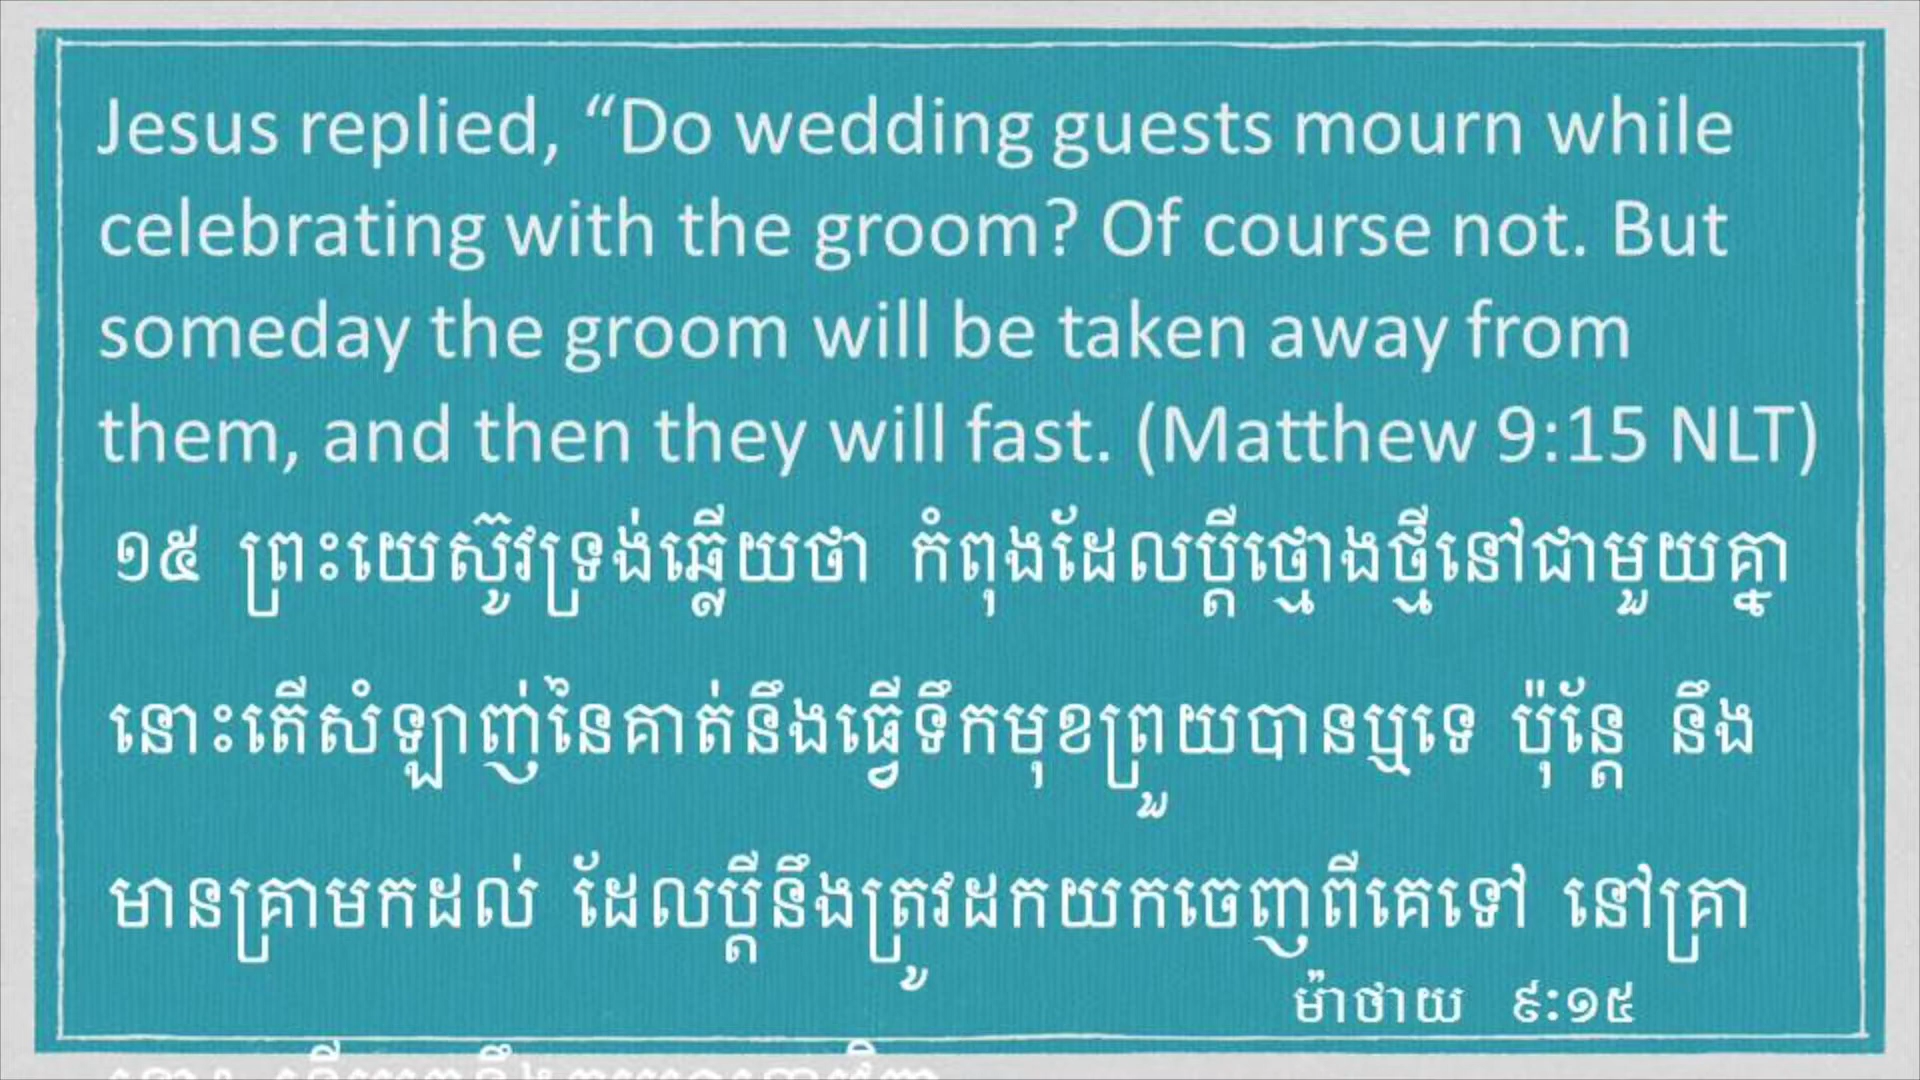 Jesus replied, “Do wedding guests mourn while
celebrating with the groom? Of course not. But
someday the groom will be taken away from
them, and then they will fast. (Matthew 9:15 NLT)
១៥ ព្រះយេស៊ូវទ្រង់ឆ្លើយថា កំពុងដែលប្ដីថ្មោងថ្មីនៅជាមួយគ្នា
នោះតើសំឡាញ់នៃគាត់នឹងធ្វើទឹកមុខព្រួយបានឬទេ ប៉ុន្តែ នឹង
មានគ្រាមកដល់ ដែលប្ដីនឹងត្រូវដកយកចេញពីគេទៅ នៅគ្រា
ម៉ាថាយ ៩:១៥